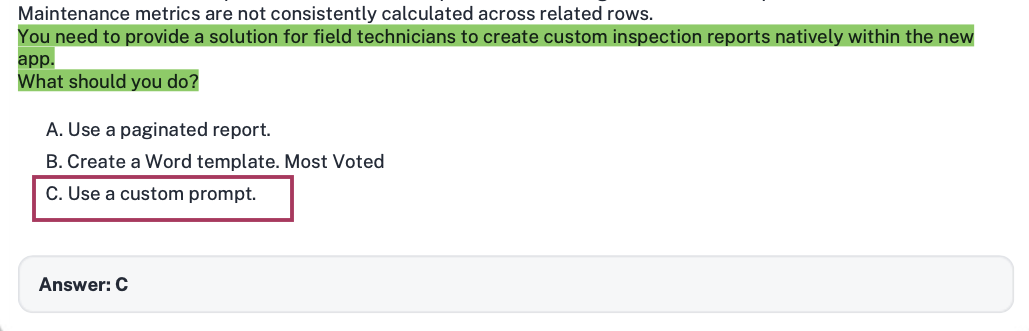 Maintenance metrics are not consistently calculated across related rows.
You need to provide a solution for field technicians to create custom inspection reports natively within the new
app.
What should you do?
A. Use a paginated report.
B. Create a Word template. Most Voted
C. Use a custom prompt.
Answer: C